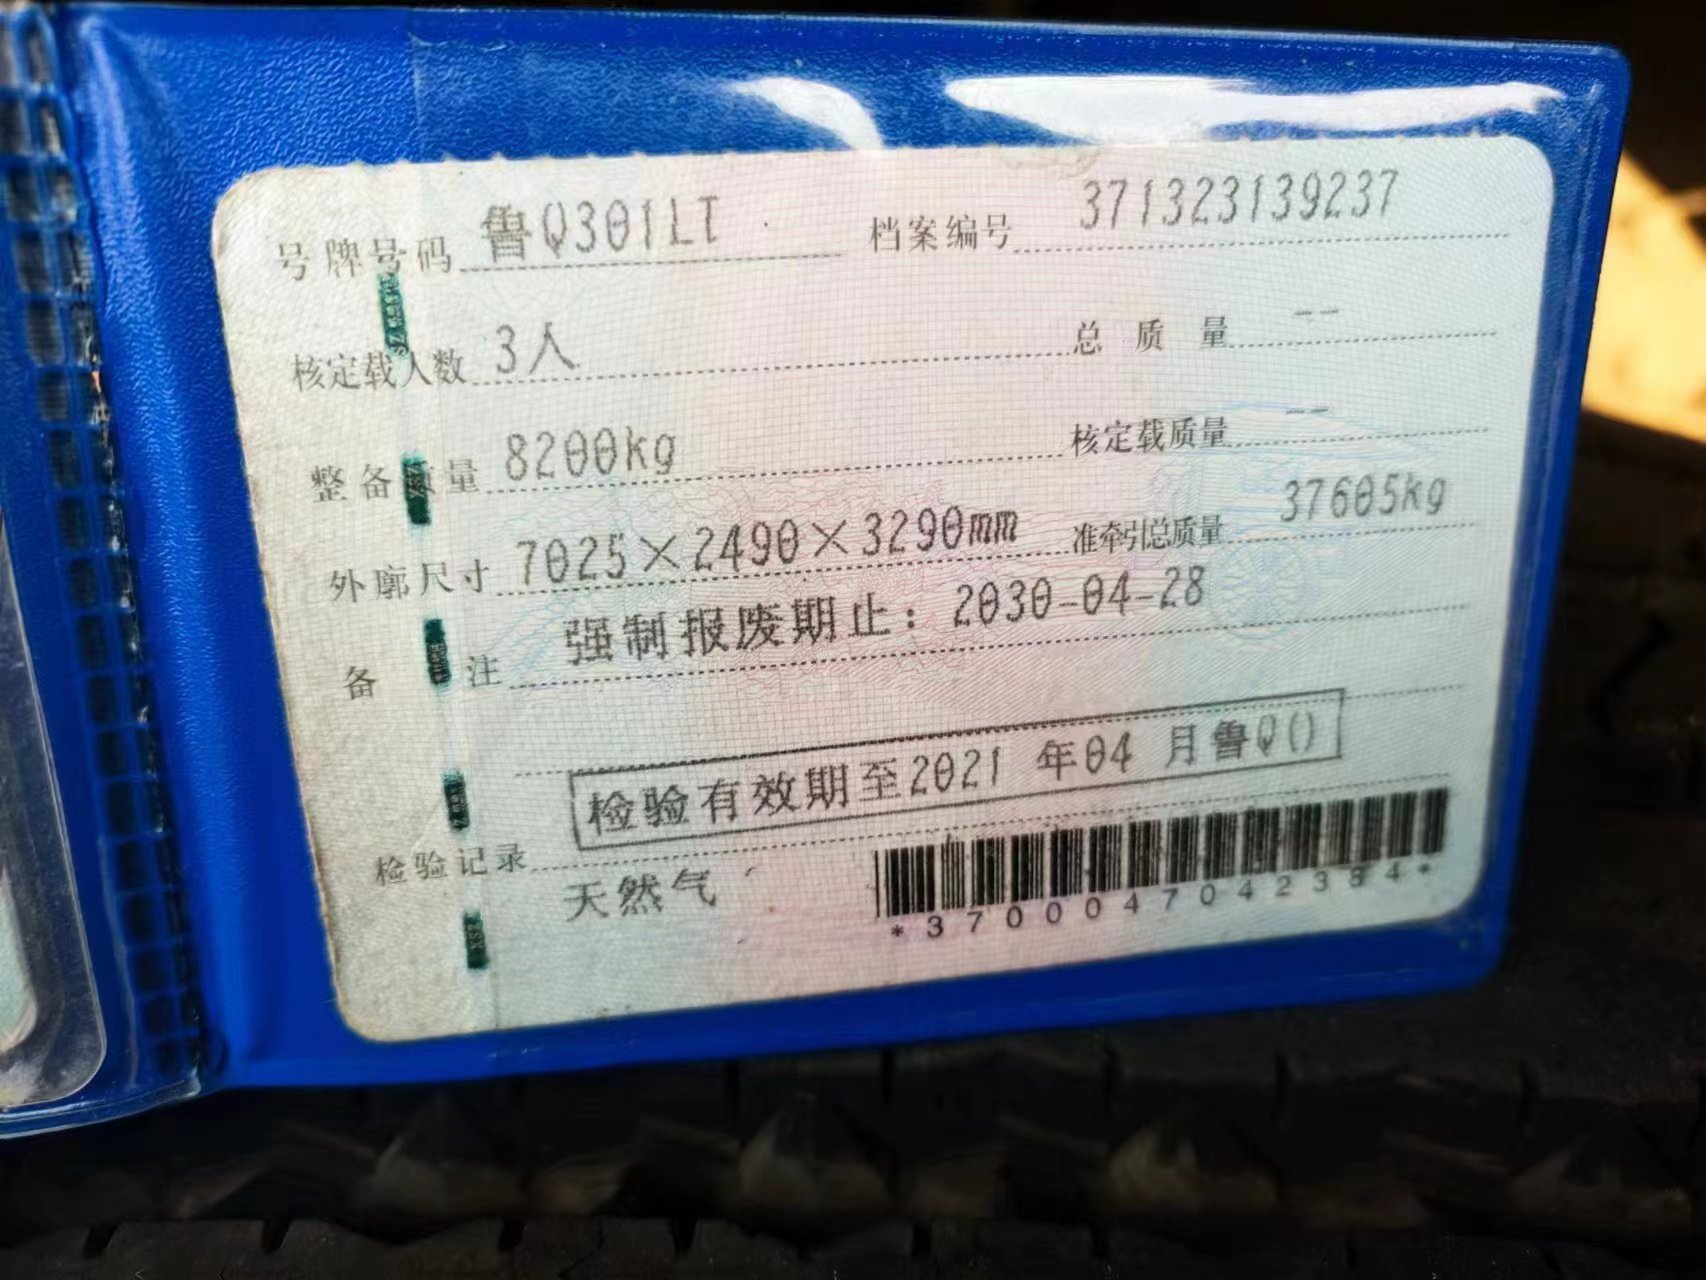 号牌号码 鲁Q301LT 档案编号 371323139237
核定载人数 3人 总质量 --
整备质量 8200kg 核定载质量 --
外廓尺寸 7025×2490×3290mm 准牵引总质量 37605kg
备注 强制报废期止：2030-04-28
检验有效期至2021 年04 月鲁Q()
检验记录
天然气
*3700047042384*